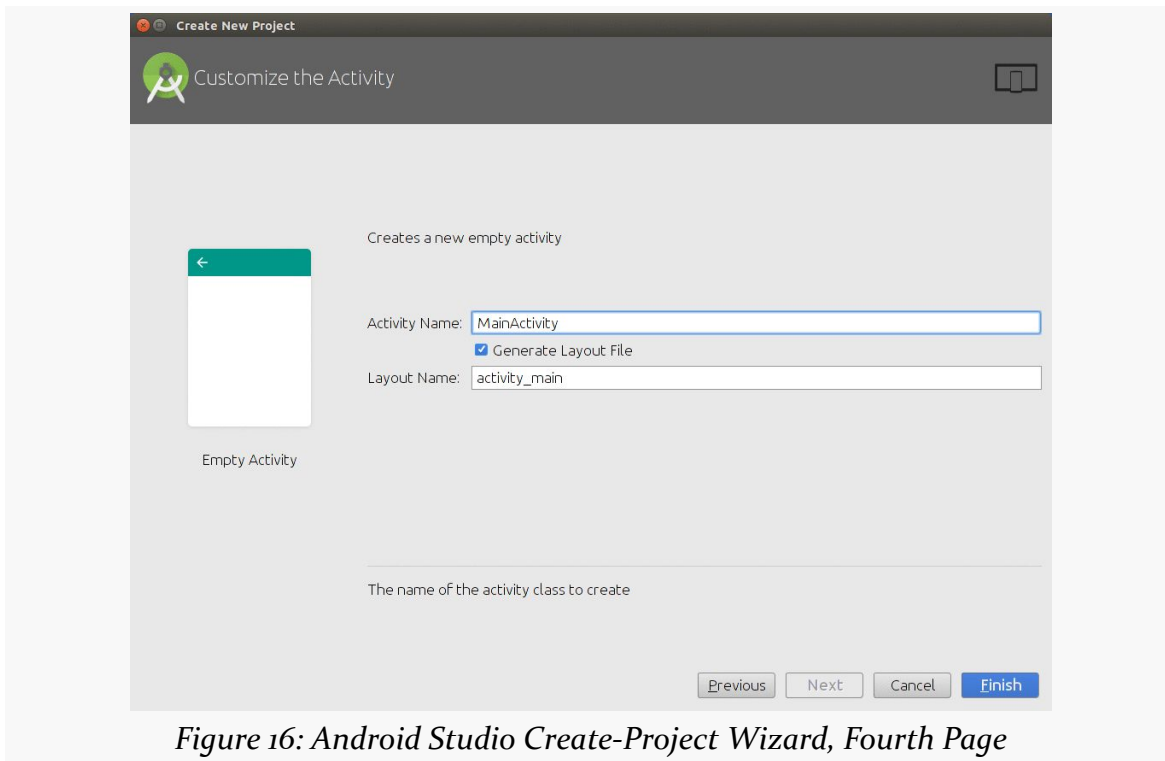 Create New Project
Customize the Activity
Creates a new empty activity
Activity Name: MainActivity
Generate Layout File
Layout Name: activity_main
Empty Activity
The name of the activity class to create
Previous Next Cancel Finish
Figure 16: Android Studio Create-Project Wizard, Fourth Page